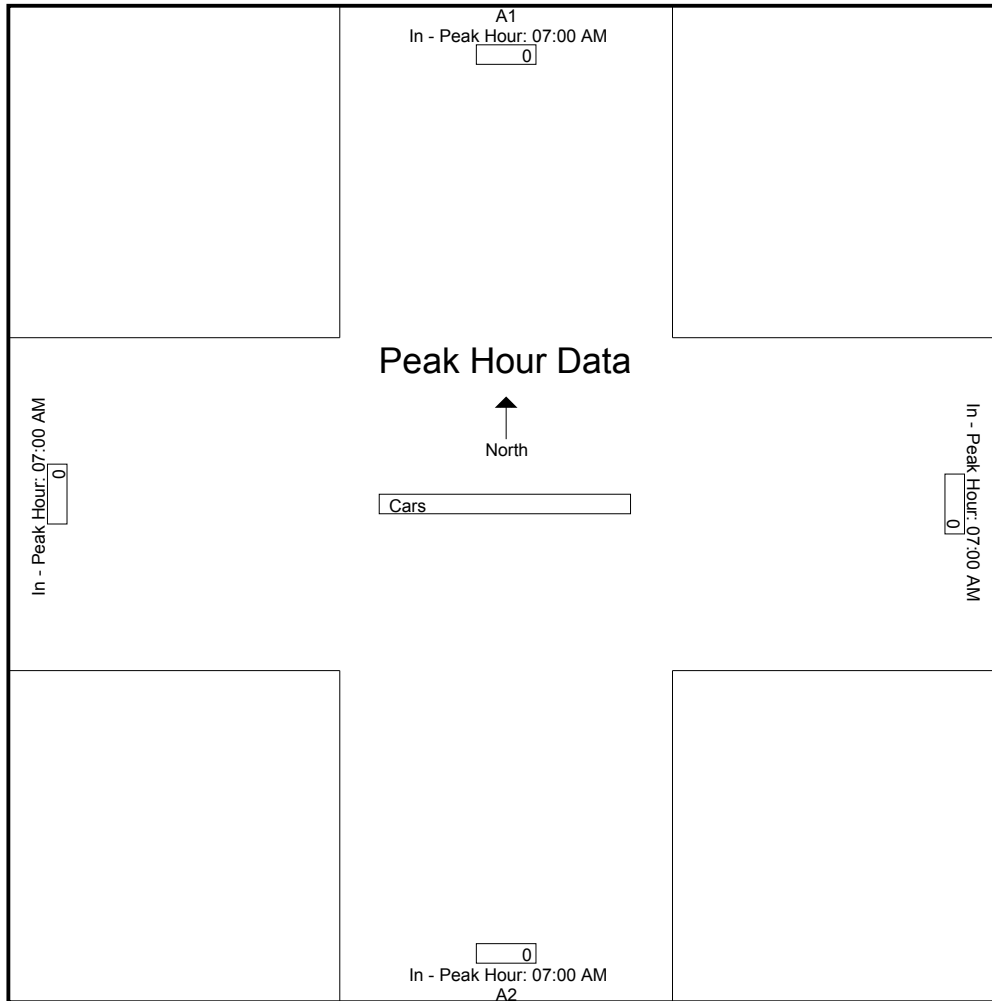 A1
In - Peak Hour: 07:00 AM
0
Peak Hour Data
North
In - Peak Hour: 07:00 AM
0
Cars
0
In - Peak Hour: 07:00 AM
0
In - Peak Hour: 07:00 AM
A2